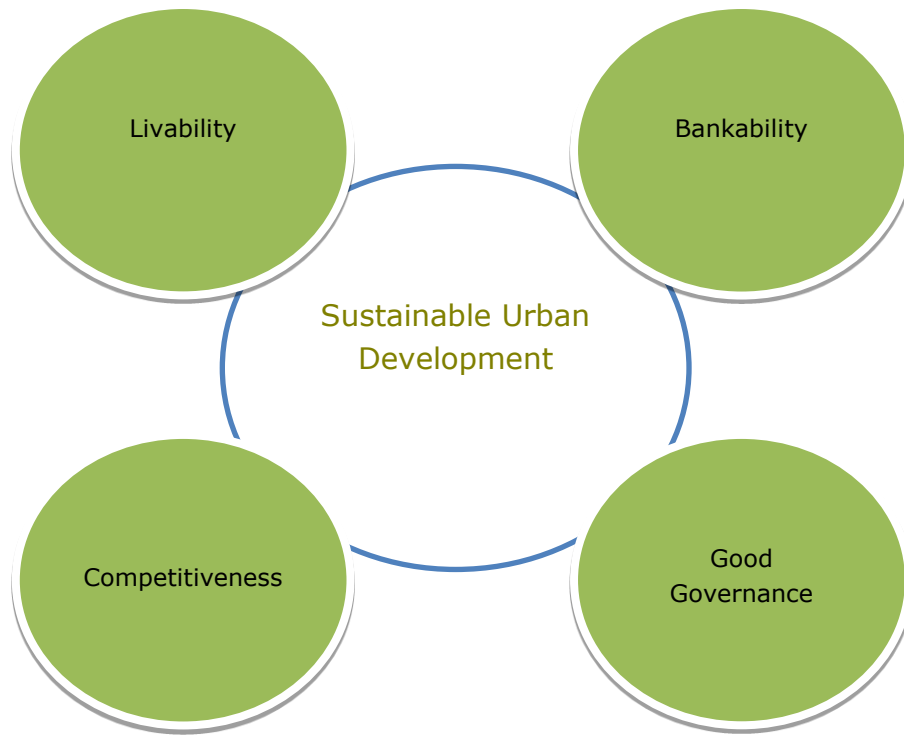 Livability
Bankability
Sustainable Urban
Development
Competitiveness
Good
Governance